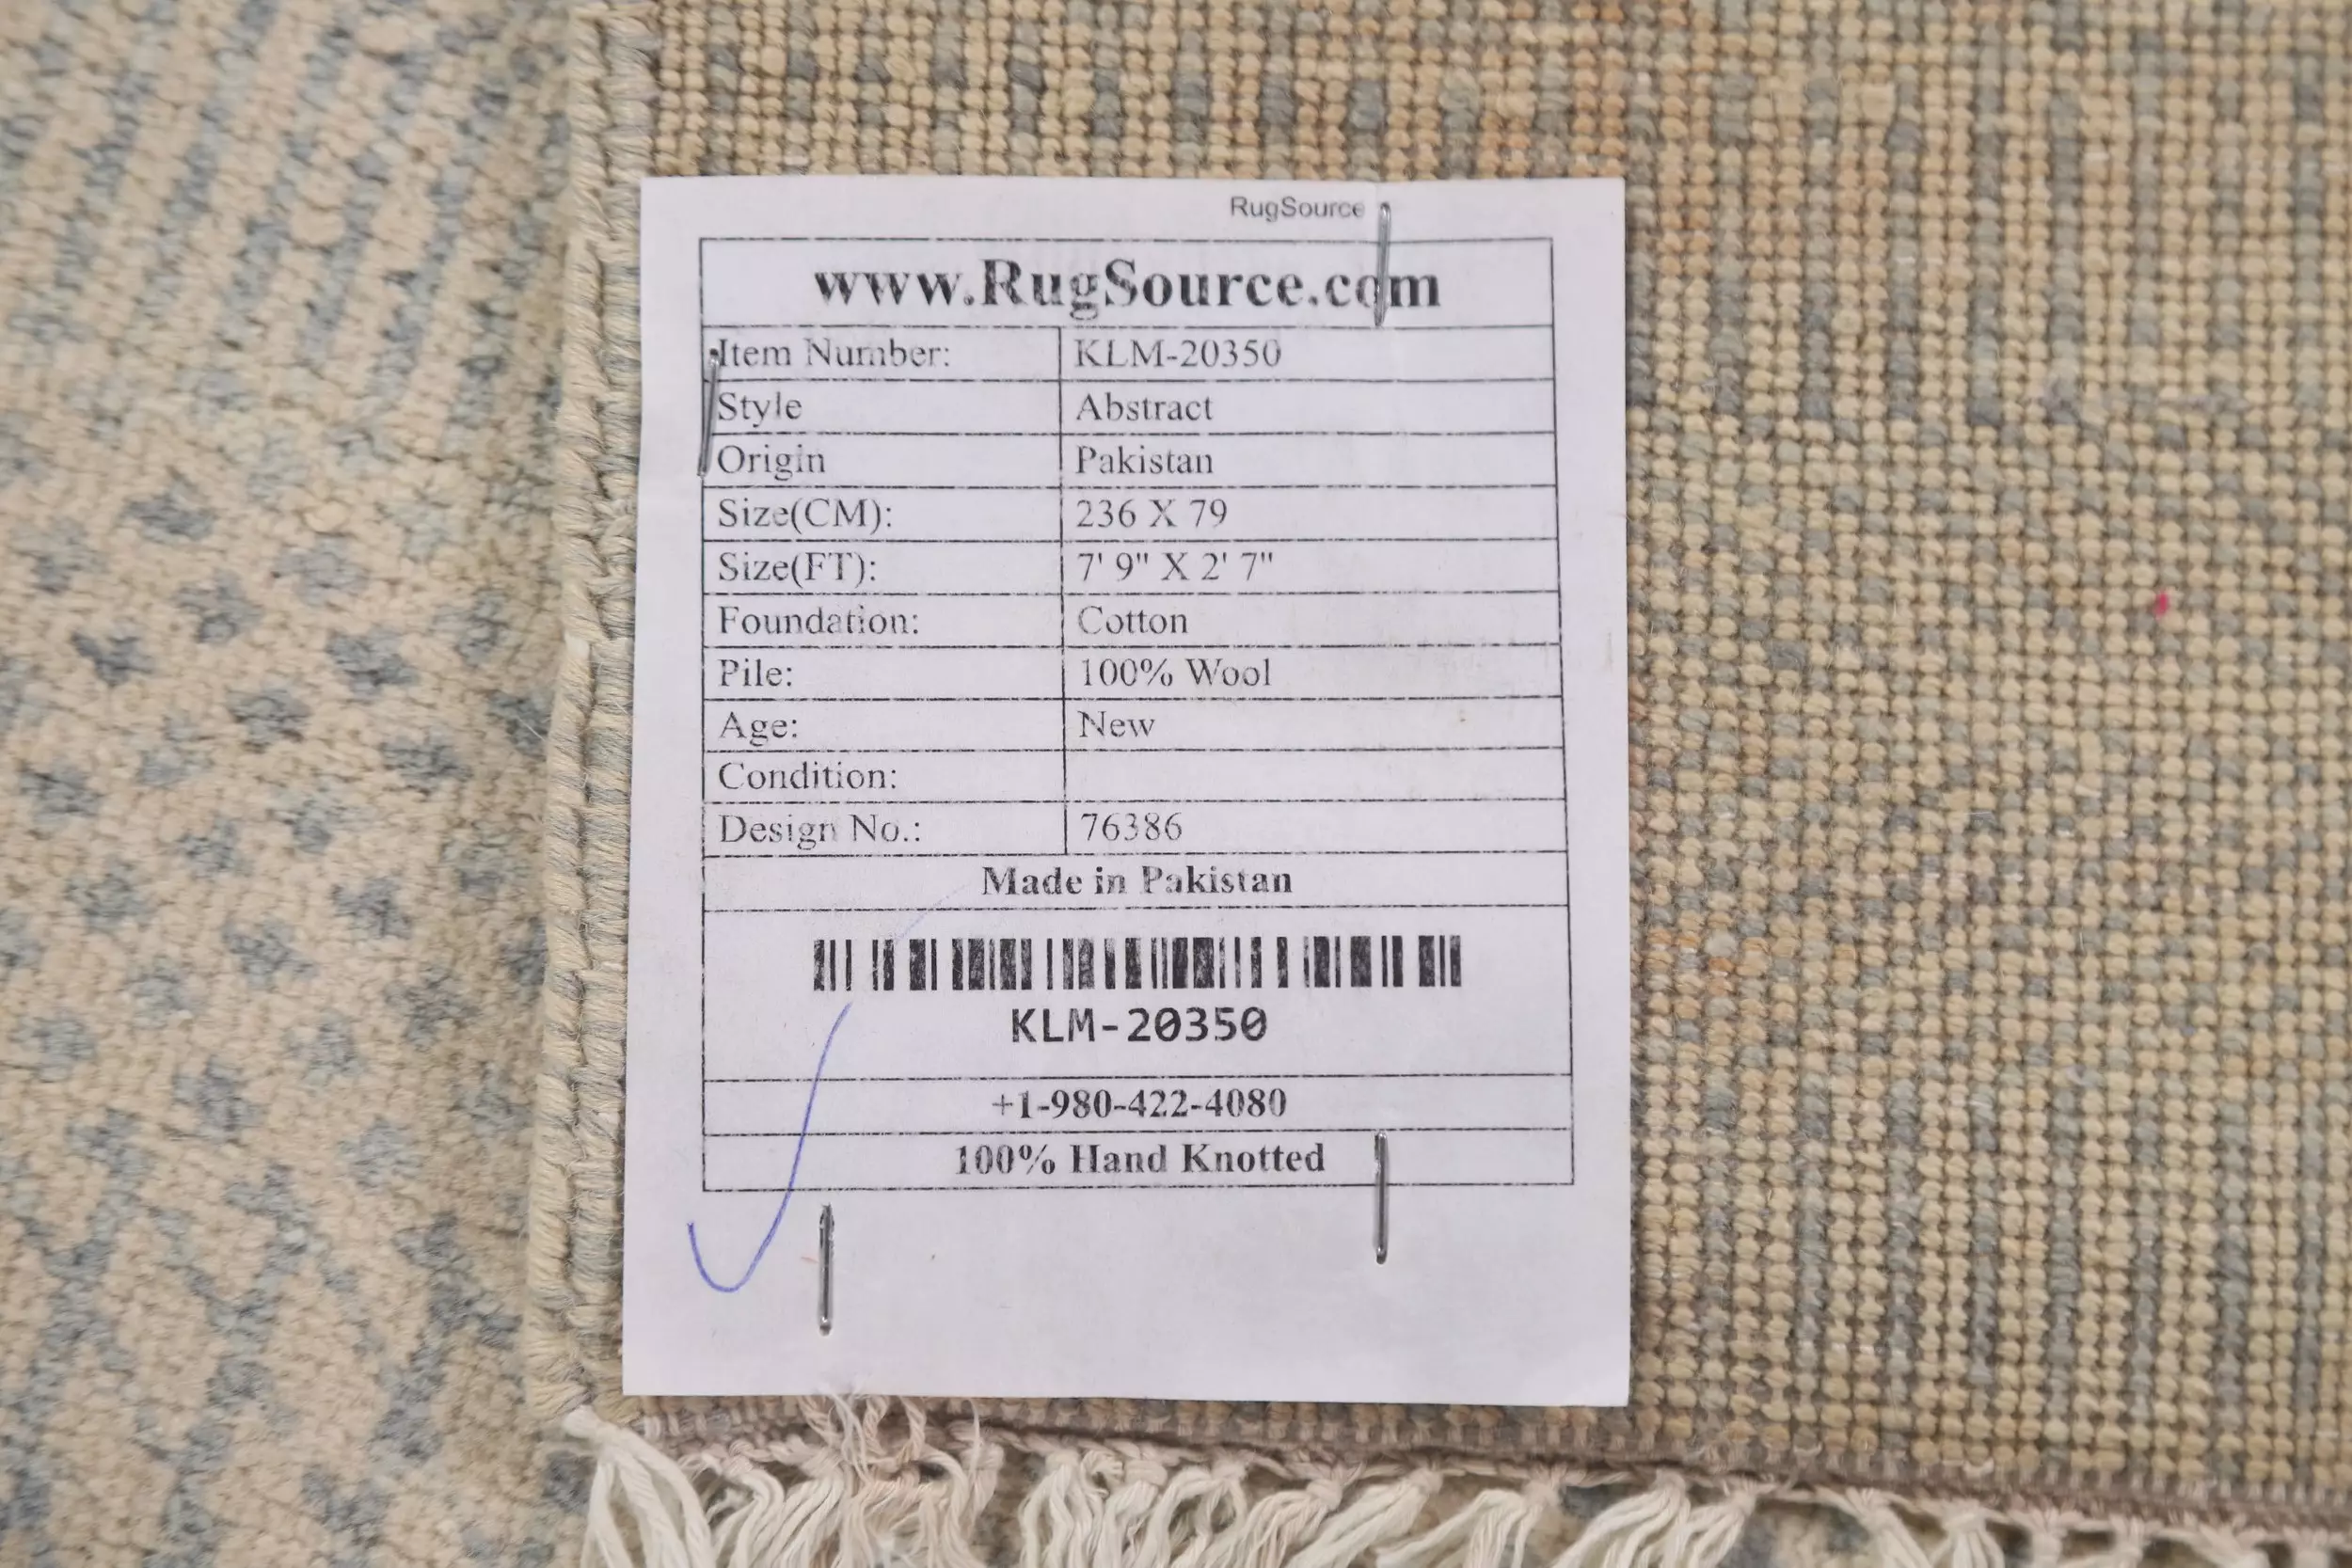 RugSource
www.RugSource.com
Item Number: KLM-20350
Style Abstract
Origin Pakistan
Size(CM): 236 X 79
Size(FT): 7' 9" X 2' 7"
Foundation: Cotton
Pile: 100% Wool
Age: New
Condition:
Design No.: 76386
Made in Pakistan
KLM-20350
+1-980-422-4080
100% Hand Knotted